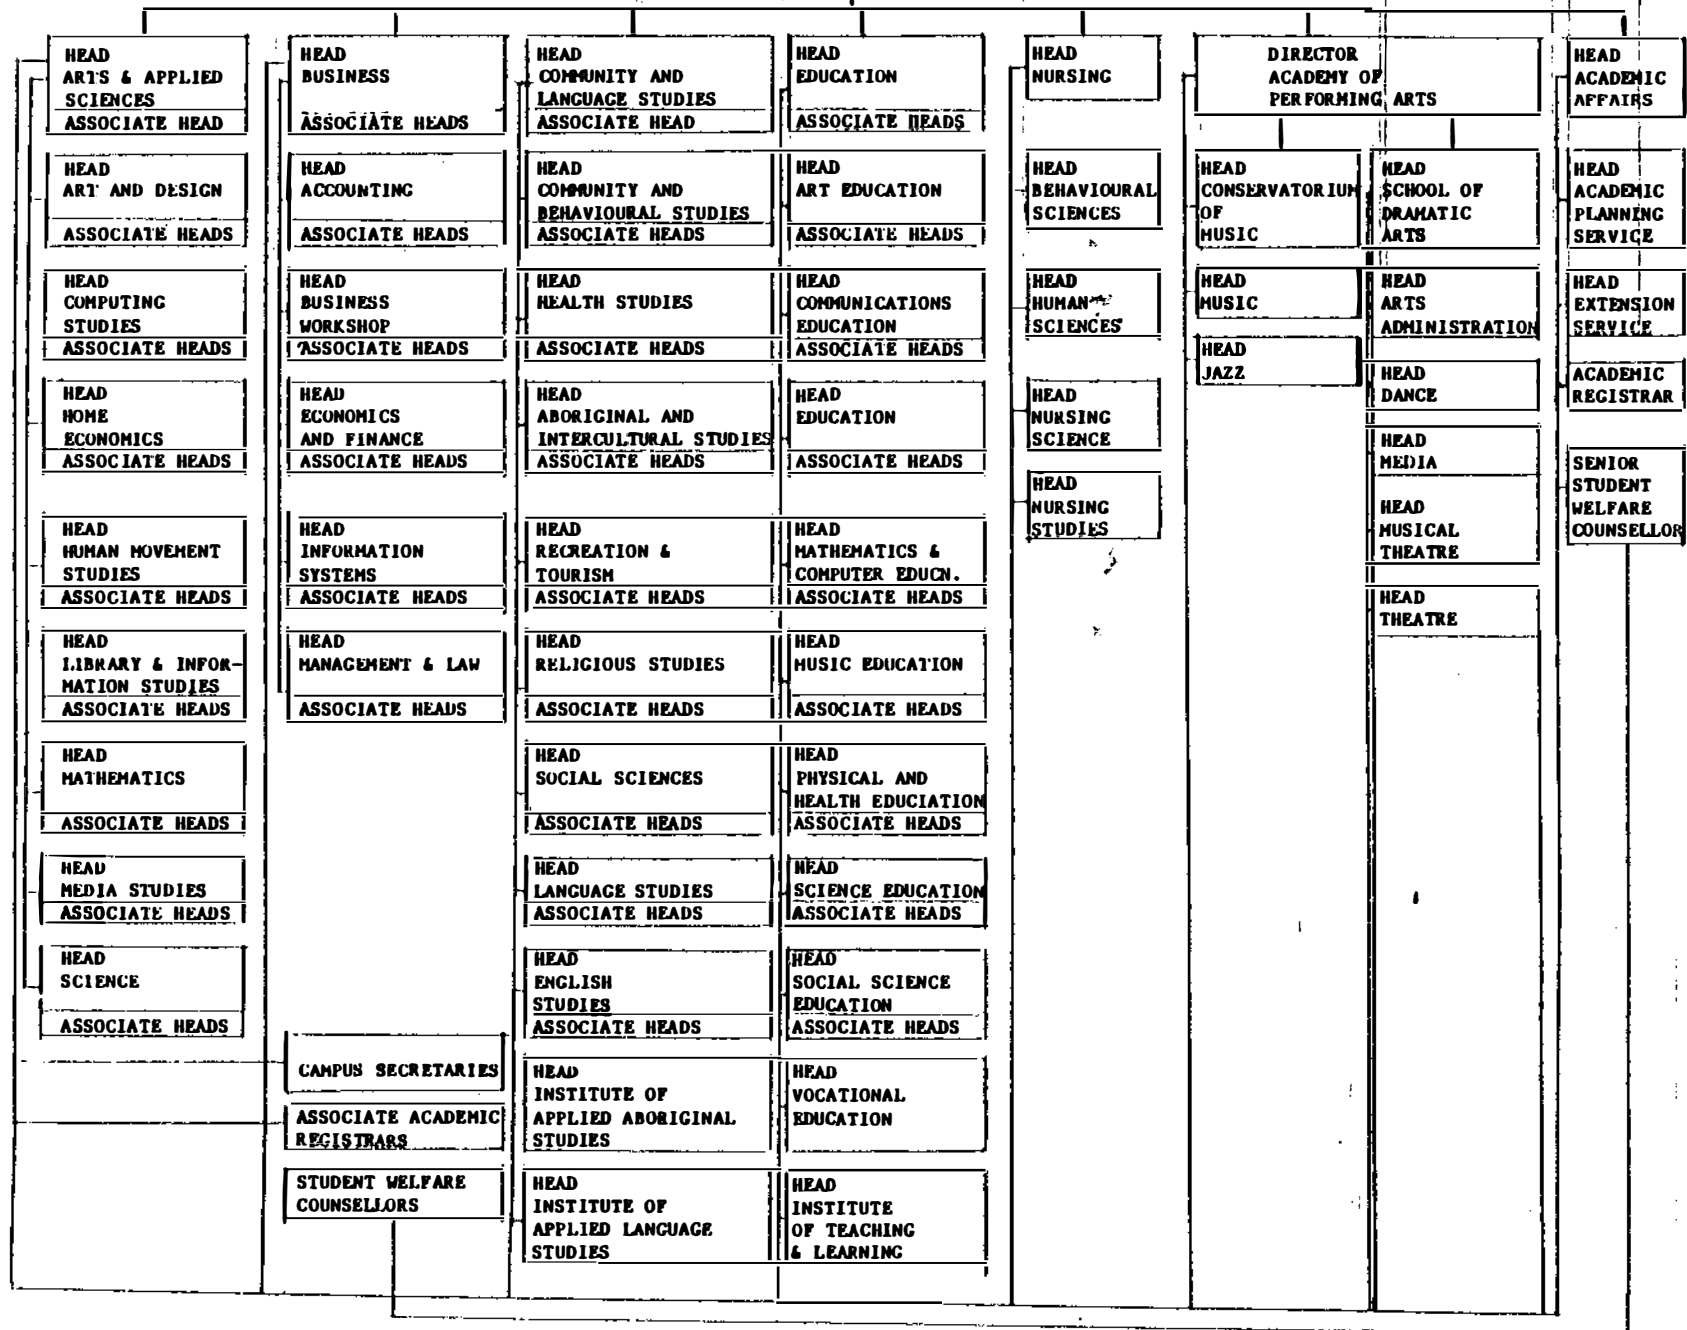 HEAD
ARTS & APPLIED
SCIENCES
ASSOCIATE HEAD
HEAD
ART AND DESIGN
ASSOCIATE HEADS
HEAD
COMPUTING
STUDIES
ASSOCIATE HEADS
HEAD
HOME
ECONOMICS
ASSOCIATE HEADS
HEAD
HUMAN MOVEMENT
STUDIES
ASSOCIATE HEADS
HEAD
LIBRARY & INFOR-
MATION STUDIES
ASSOCIATE HEADS
HEAD
MATHEMATICS
ASSOCIATE HEADS
HEAD
MEDIA STUDIES
ASSOCIATE HEADS
HEAD
SCIENCE
ASSOCIATE HEADS
HEAD
BUSINESS
ASSOCIATE HEADS
HEAD
ACCOUNTING
ASSOCIATE HEADS
HEAD
BUSINESS
WORKSHOP
ASSOCIATE HEADS
HEAD
ECONOMICS
AND FINANCE
ASSOCIATE HEADS
HEAD
INFORMATION
SYSTEMS
ASSOCIATE HEADS
HEAD
MANAGEMENT & LAW
ASSOCIATE HEADS
CAMPUS SECRETARIES
ASSOCIATE ACADEMIC
REGISTRARS
STUDENT WELFARE
COUNSELLORS
HEAD
COMMUNITY AND
LANGUAGE STUDIES
ASSOCIATE HEAD
HEAD
COMMUNITY AND
BEHAVIOURAL STUDIES
ASSOCIATE HEADS
HEAD
HEALTH STUDIES
ASSOCIATE HEADS
HEAD
ABORIGINAL AND
INTERCULTURAL STUDIES
ASSOCIATE HEADS
HEAD
RECREATION &
TOURISM
ASSOCIATE HEADS
HEAD
RELIGIOUS STUDIES
ASSOCIATE HEADS
HEAD
SOCIAL SCIENCES
ASSOCIATE HEADS
HEAD
LANGUAGE STUDIES
ASSOCIATE HEADS
HEAD
ENGLISH
STUDIES
ASSOCIATE HEADS
HEAD
INSTITUTE OF
APPLIED ABORIGINAL
STUDIES
HEAD
INSTITUTE OF
APPLIED LANGUAGE
STUDIES
HEAD
EDUCATION
ASSOCIATE HEADS
HEAD
ART EDUCATION
ASSOCIATE HEADS
HEAD
COMMUNICATIONS
EDUCATION
ASSOCIATE HEADS
HEAD
EDUCATION
ASSOCIATE HEADS
HEAD
MATHEMATICS &
COMPUTER EDUCN.
ASSOCIATE HEADS
HEAD
MUSIC EDUCATION
ASSOCIATE HEADS
HEAD
PHYSICAL AND
HEALTH EDUCIATION
ASSOCIATE HEADS
HEAD
SCIENCE EDUCATION
ASSOCIATE HEADS
HEAD
SOCIAL SCIENCE
EDUCATION
ASSOCIATE HEADS
HEAD
VOCATIONAL
EDUCATION
HEAD
INSTITUTE
OF TEACHING
& LEARNING
HEAD
NURSING
HEAD
BEHAVIOURAL
SCIENCES
HEAD
HUMAN
SCIENCES
HEAD
NURSING
SCIENCE
HEAD
NURSING
STUDIES
DIRECTOR
ACADEMY OF
PERFORMING ARTS
HEAD
CONSERVATORIUM
OF
MUSIC
HEAD
MUSIC
HEAD
JAZZ
HEAD
SCHOOL OF
DRAMATIC
ARTS
HEAD
ARTS
ADMINISTRATION
HEAD
DANCE
HEAD
MEDIA
HEAD
MUSICAL
THEATRE
HEAD
THEATRE
HEAD
ACADEMIC
AFFAIRS
HEAD
ACADEMIC
PLANNING
SERVICE
HEAD
EXTENSION
SERVICE
ACADEMIC
REGISTRAR
SENIOR
STUDENT
WELFARE
COUNSELLOR